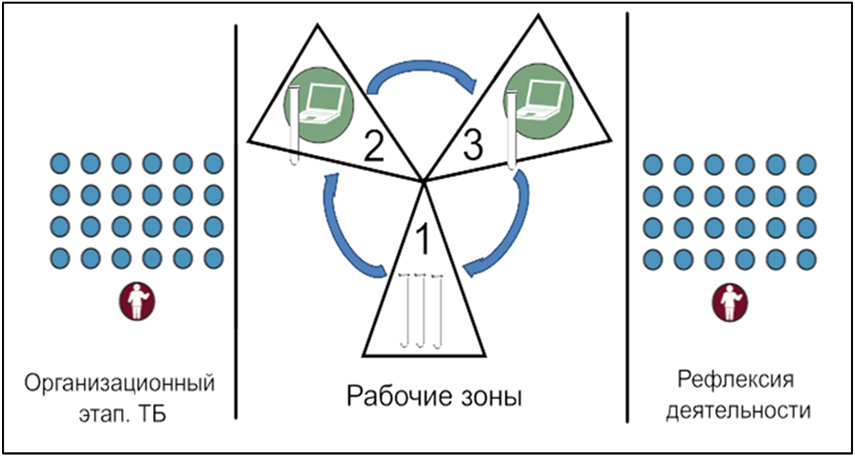 2
3
1
Организационный
этап. ТБ
Рабочие зоны
Рефлексия
деятельности